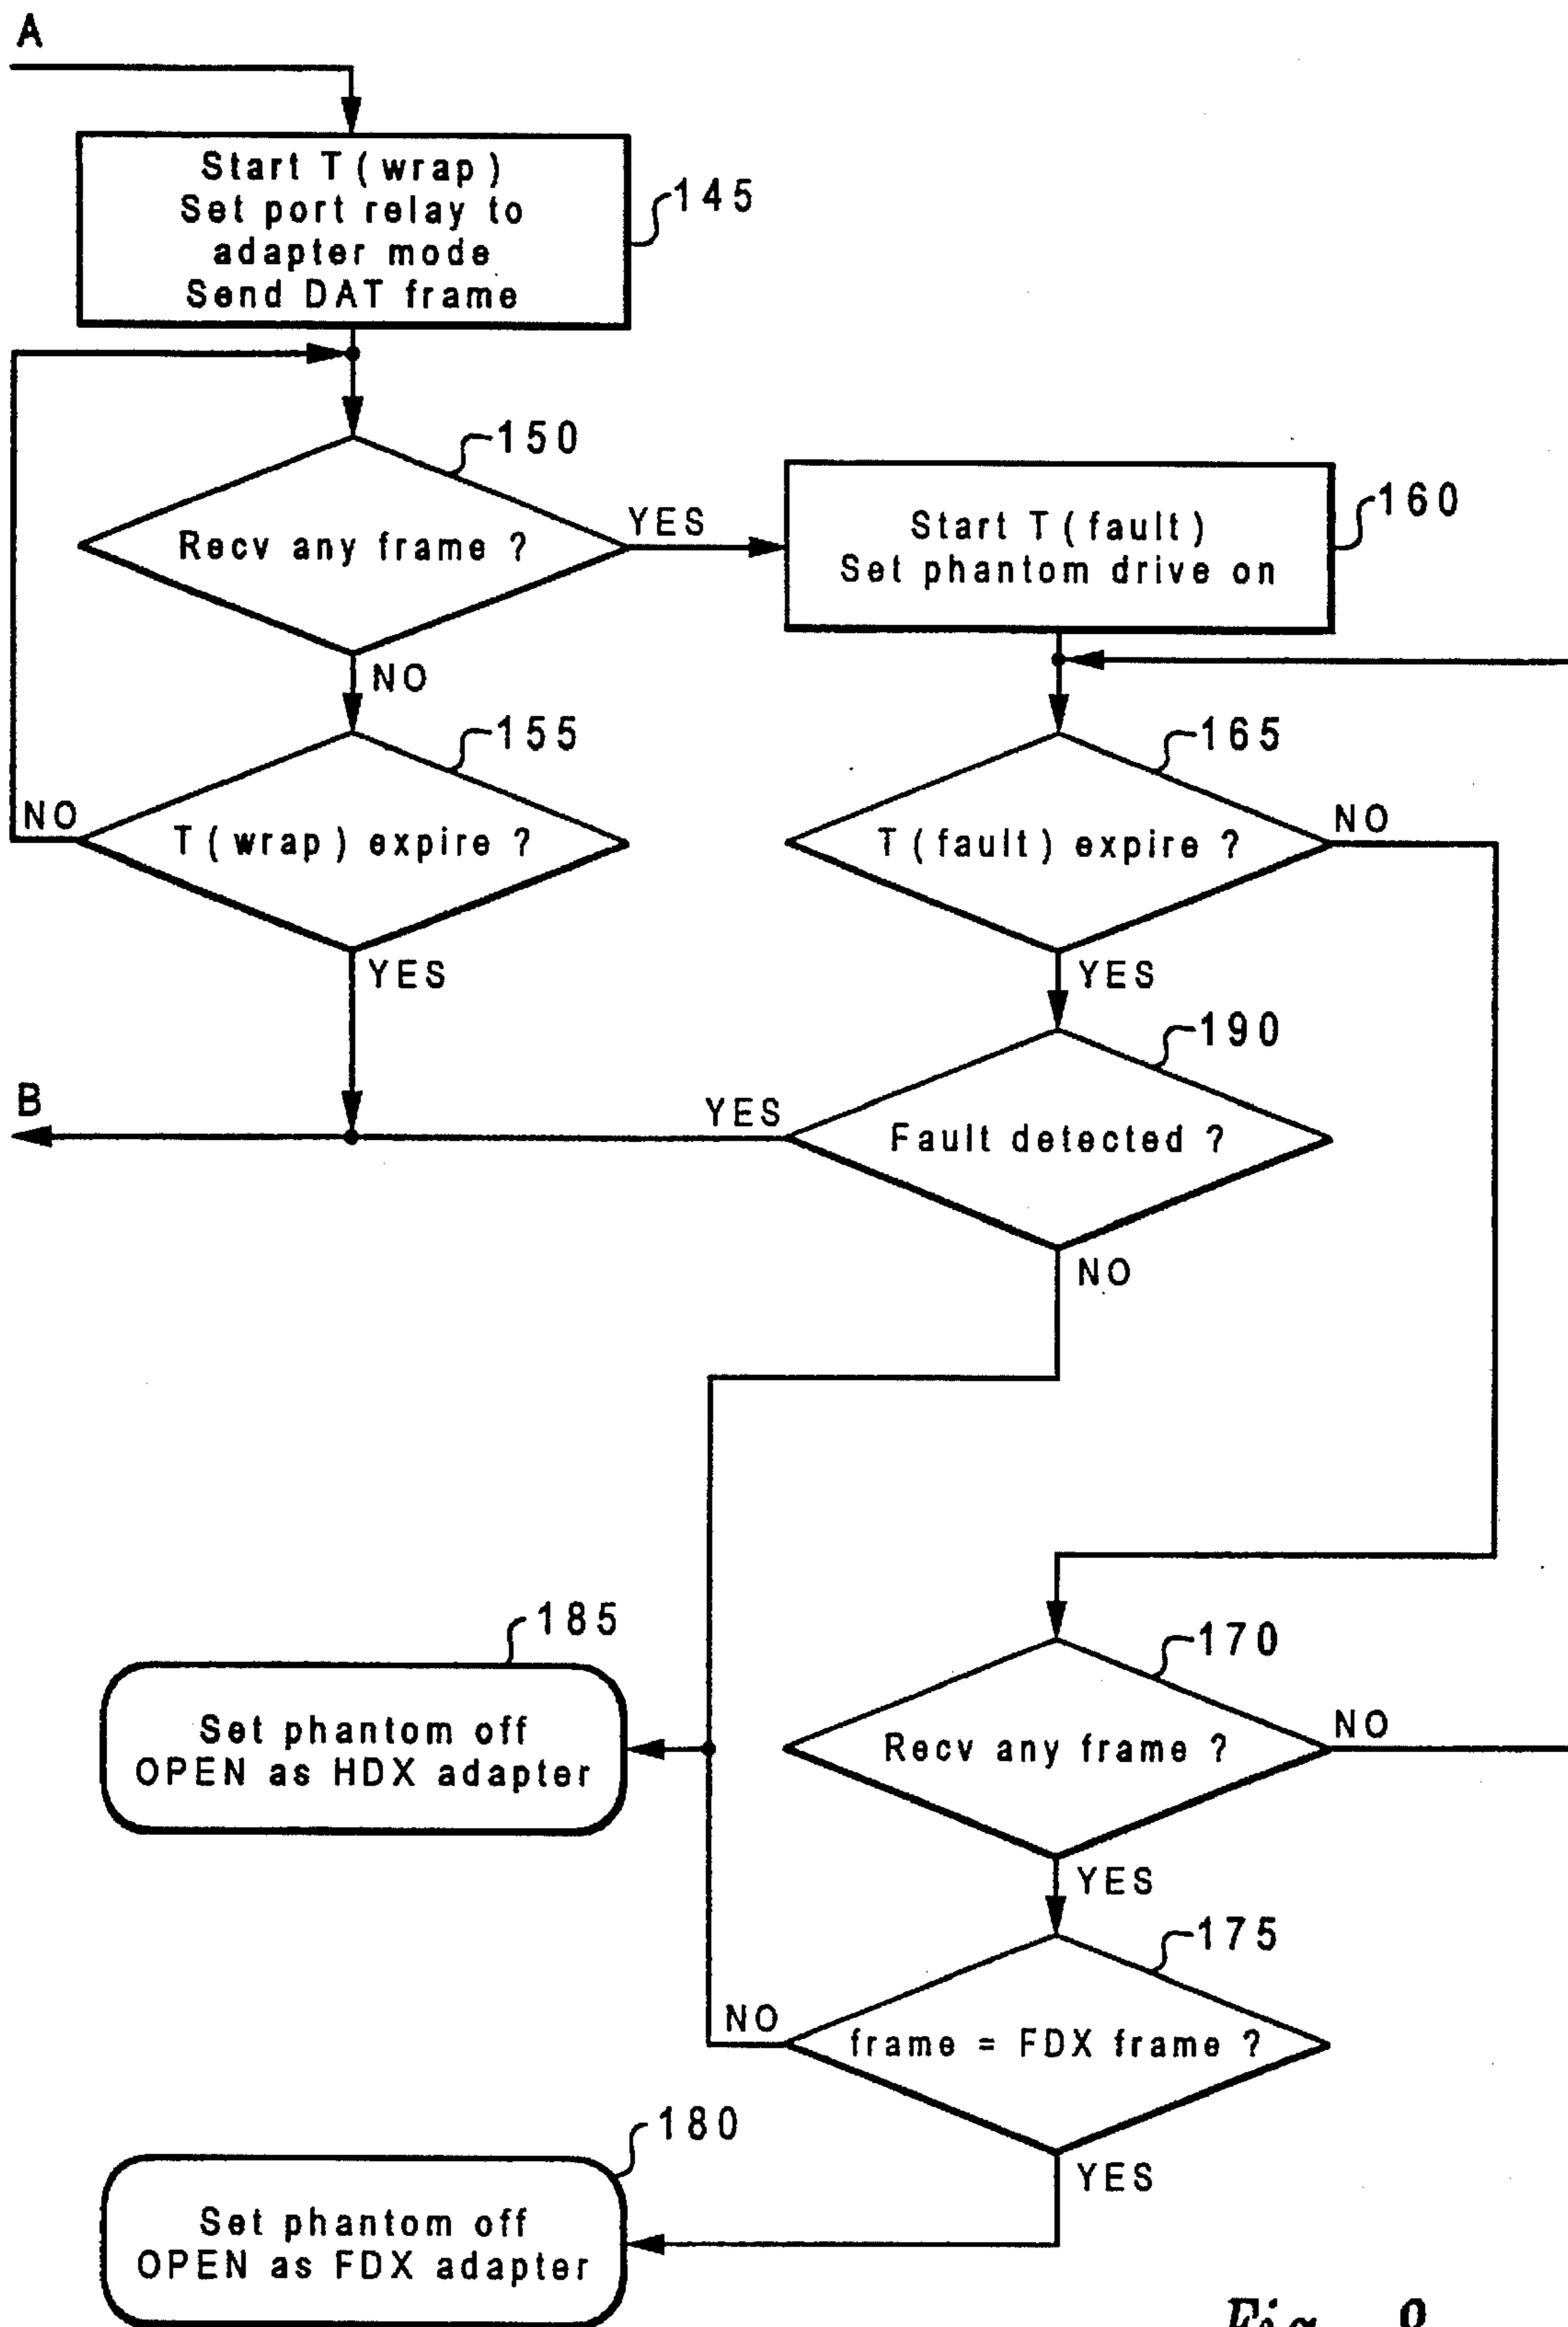 A
Start T(wrap)
Set port relay to
adapter mode
Send DAT frame
145
150
Recv any frame ?
YES
NO
160
Start T(fault)
Set phantom drive on
155
T(wrap) expire ?
NO
YES
165
T(fault) expire ?
NO
YES
190
Fault detected ?
YES
NO
B
185
Set phantom off
OPEN as HDX adapter
170
Recv any frame ?
NO
YES
175
frame = FDX frame ?
NO
YES
180
Set phantom off
OPEN as FDX adapter